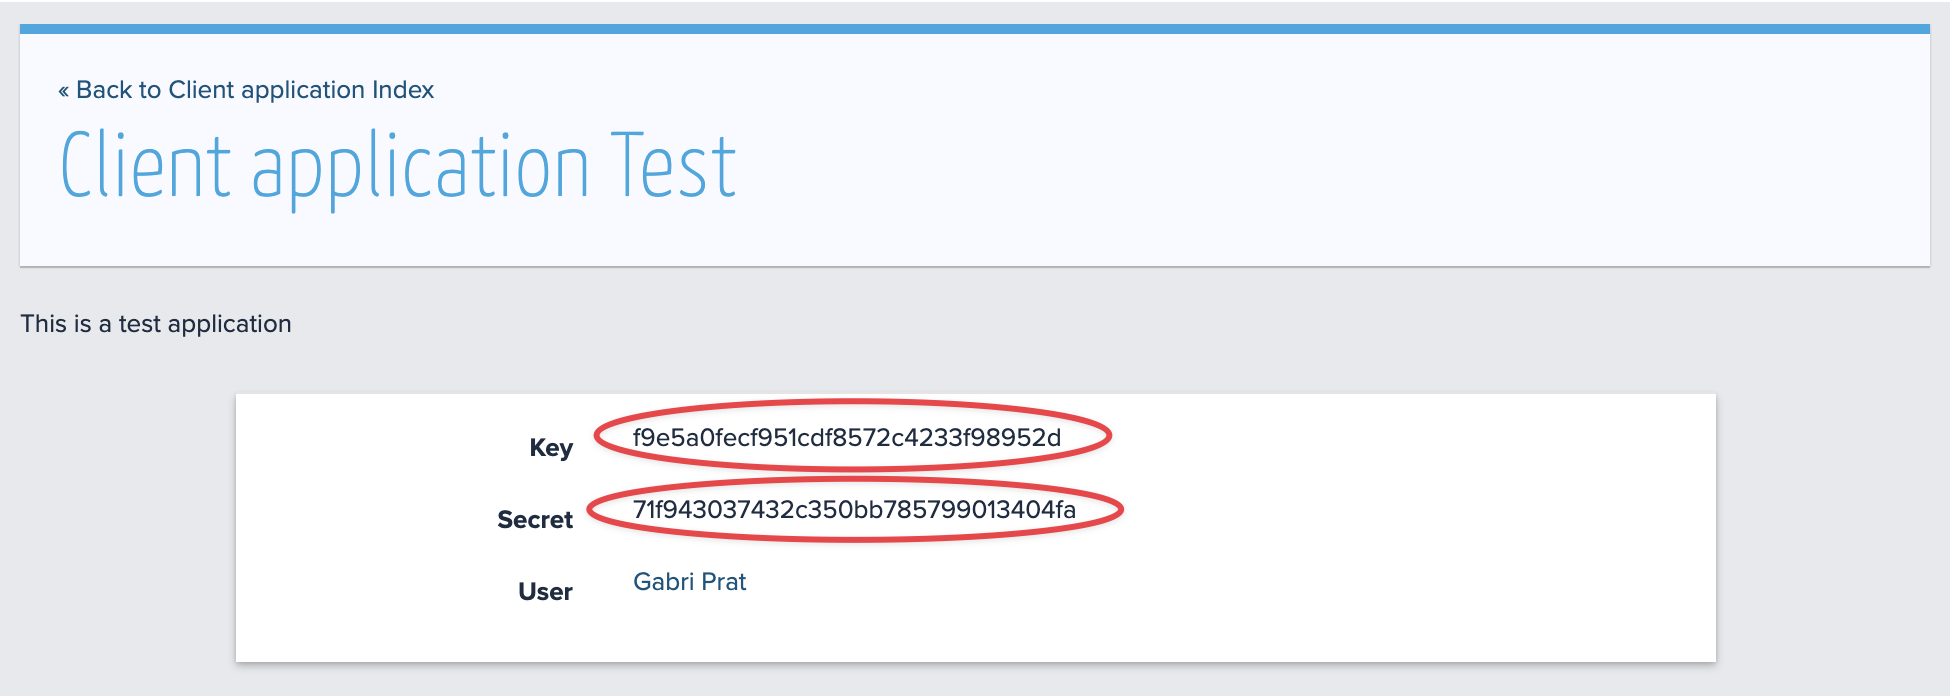 « Back to Client application Index
Client application Test
This is a test application
Key f9e5a0fecf951cdf8572c4233f98952d
Secret 71f943037432c350bb785799013404fa
User Gabri Prat